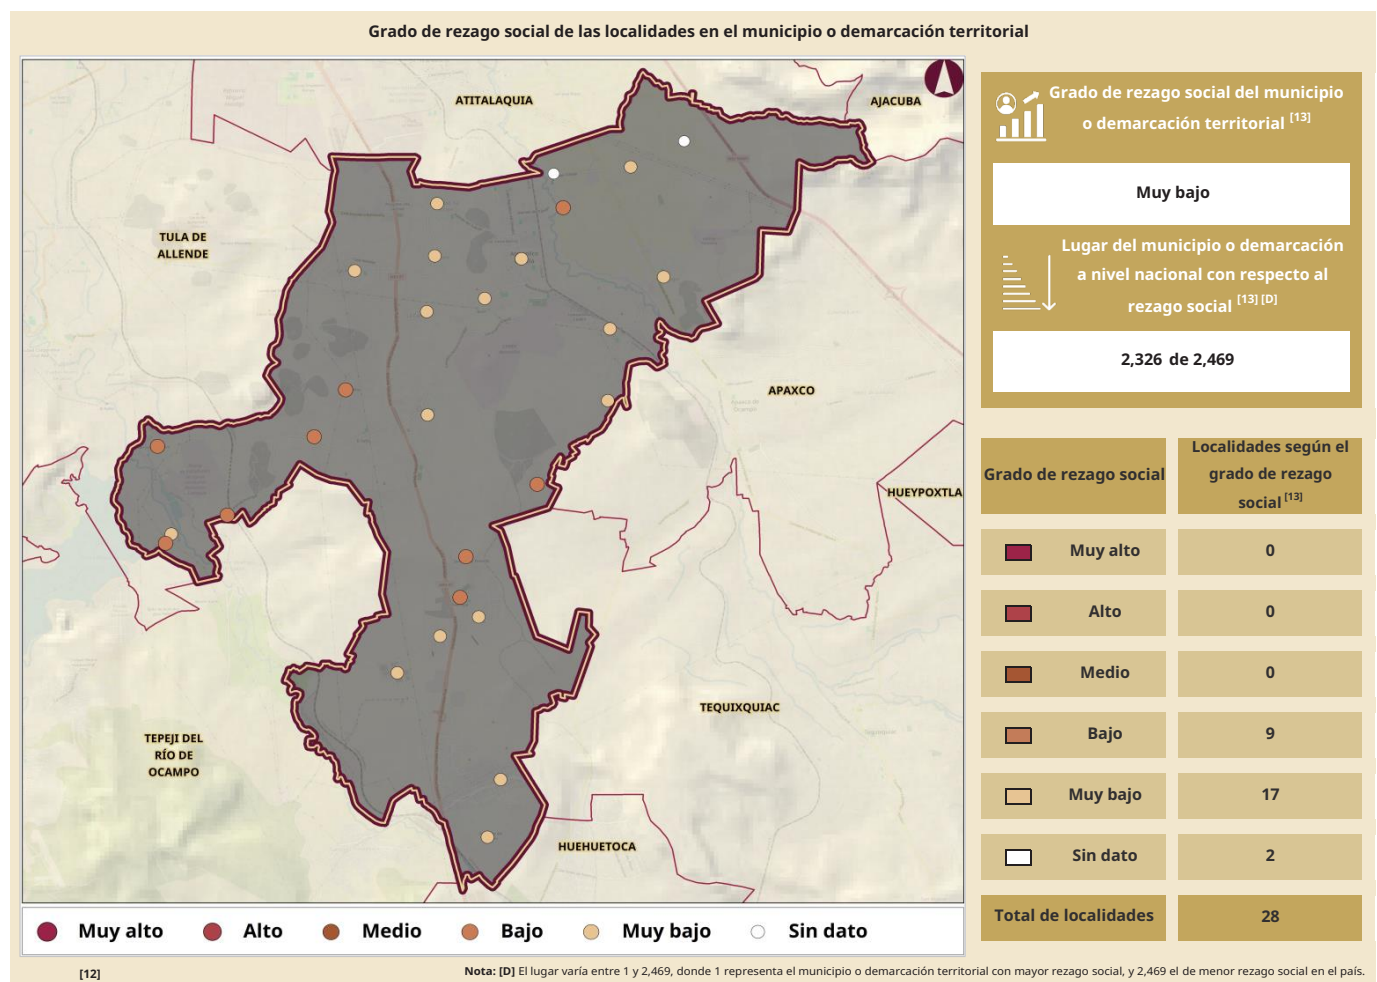 Grado de rezago social de las localidades en el municipio o demarcación territorial
ATITALAQUIA
AJACUBA
TULA DE
ALLENDE
APAXCO
HUEYPOXTLA
TEQUIXQUIAC
TEPEJI DEL
RÍO DE
OCAMPO
HUEHUETOCA
Muy alto Alto Medio Bajo Muy bajo Sin dato
Grado de rezago social del municipio
o demarcación territorial [13]
Muy bajo
Lugar del municipio o demarcación
a nivel nacional con respecto al
rezago social [13] [D]
2,326 de 2,469
Grado de rezago social
Localidades según el
grado de rezago
social [13]
Muy alto 0
Alto 0
Medio 0
Bajo 9
Muy bajo 17
Sin dato 2
Total de localidades 28
[12]
Nota: [D] El lugar varía entre 1 y 2,469, donde 1 representa el municipio o demarcación territorial con mayor rezago social, y 2,469 el de menor rezago social en el país.